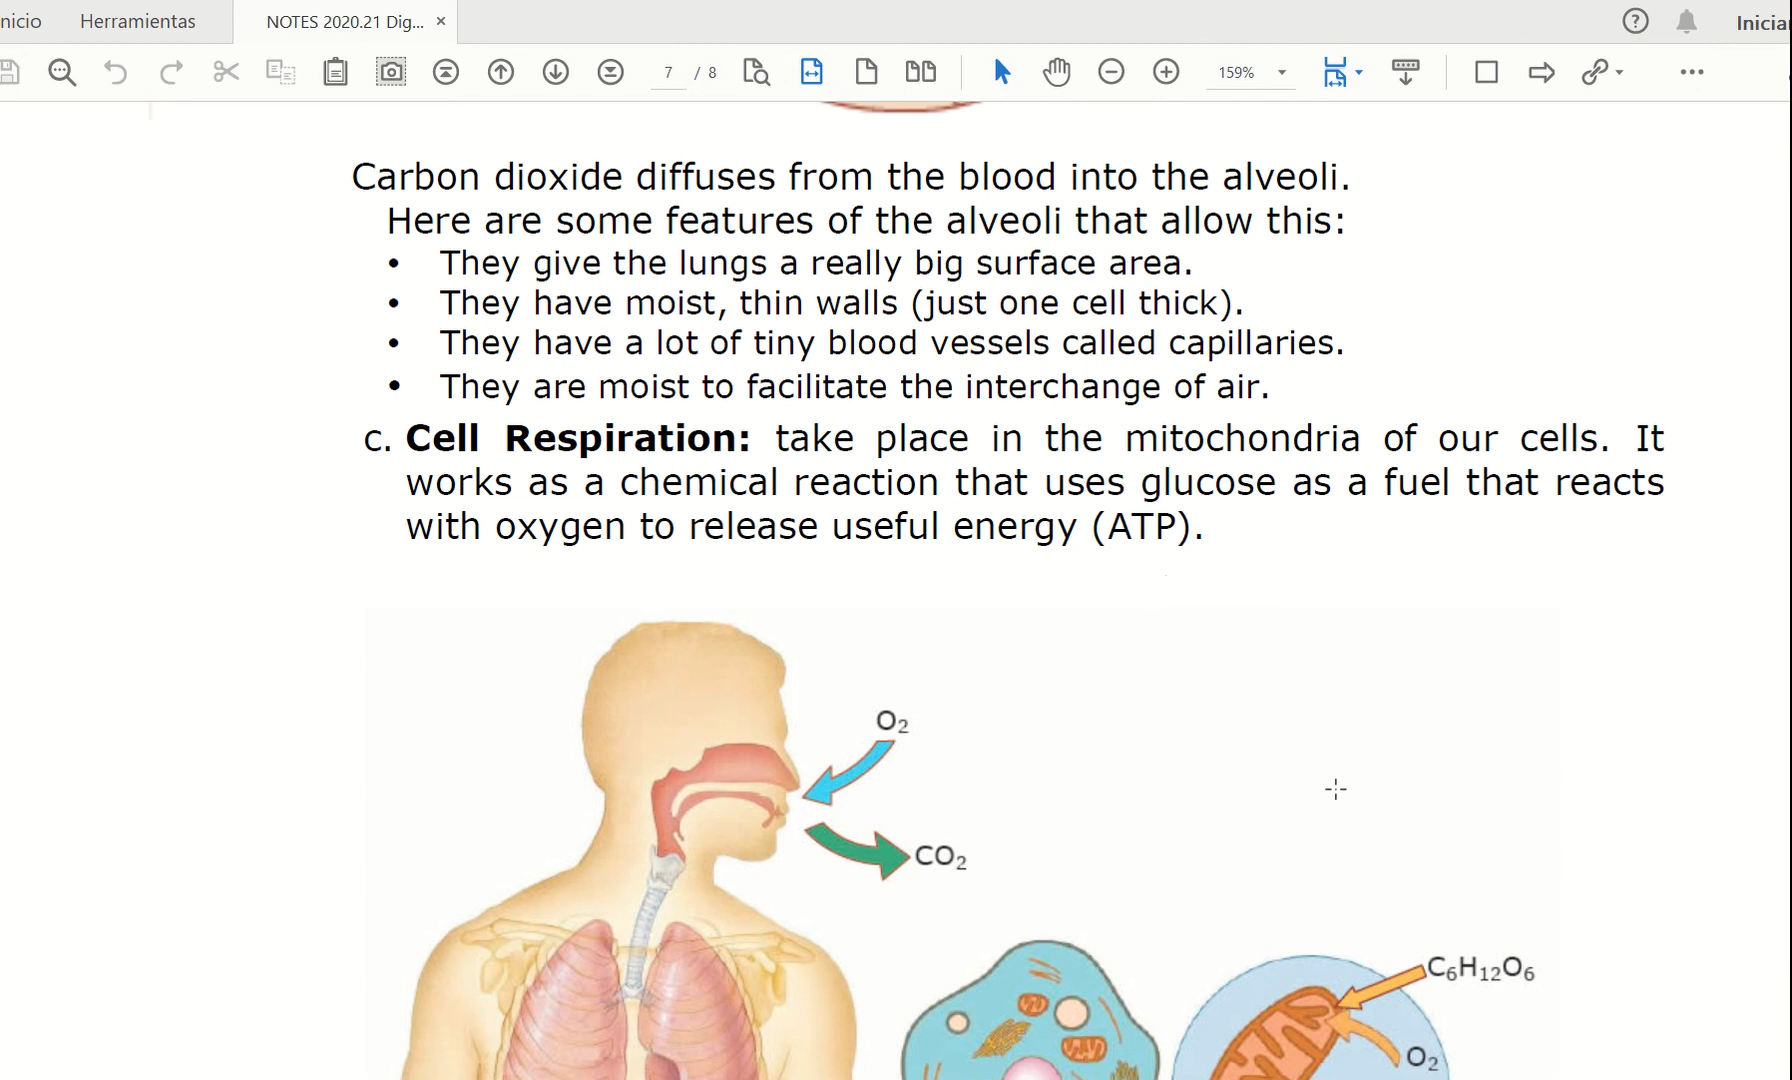 nicio Herramientas NOTES 2020.21 Dig... × Inicia
7 / 8 159%
Carbon dioxide diffuses from the blood into the alveoli.
Here are some features of the alveoli that allow this:
• They give the lungs a really big surface area.
• They have moist, thin walls (just one cell thick).
• They have a lot of tiny blood vessels called capillaries.
• They are moist to facilitate the interchange of air.
c. Cell Respiration: take place in the mitochondria of our cells. It
works as a chemical reaction that uses glucose as a fuel that reacts
with oxygen to release useful energy (ATP).
O₂
CO₂
C₆H₁₂O₆
O₂